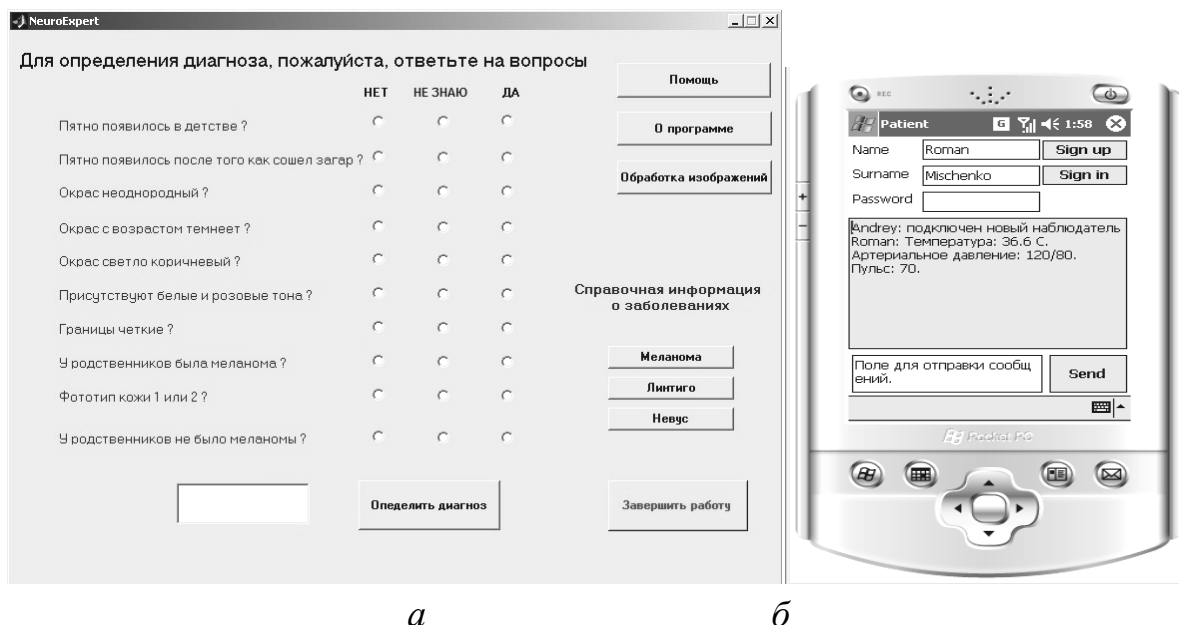 NeuroExpert
Для определения диагноза, пожалуйста, ответьте на вопросы
НЕТ НЕ ЗНАЮ ДА
Пятно появилось в детстве ?
Пятно появилось после того как сошел загар ?
Окрас неоднородный ?
Окрас с возрастом темнеет ?
Окрас светло коричневый ?
Присутствуют белые и розовые тона ?
Границы четкие ?
У родственников была меланома ?
Фототип кожи 1 или 2 ?
У родственников не было меланомы ?
Опеделить диагноз
Помощь
О программе
Обработка изображений
Справочная информация
о заболеваниях
Меланома
Линтиго
Невус
Завершить работу
REC
Patient G 1:58
Name Roman Sign up
Surname Mischenko Sign in
Password
Andrey: подключен новый наблюдатель
Roman: Температура: 36.6 C.
Артериальное давление: 120/80.
Пульс: 70.
Поле для отправки сообщ
ений.
Send
Pocket PC
а б